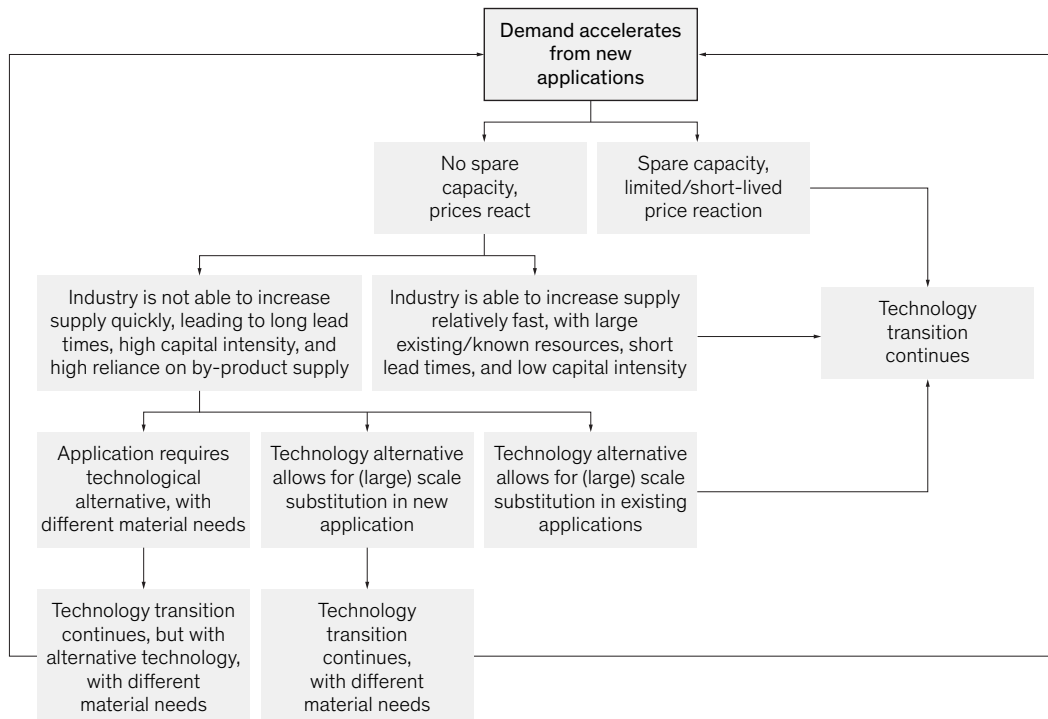 Demand accelerates
from new
applications
No spare
capacity,
prices react
Spare capacity,
limited/short-lived
price reaction
Industry is not able to increase
supply quickly, leading to long lead
times, high capital intensity, and
high reliance on by-product supply
Industry is able to increase supply
relatively fast, with large
existing/known resources, short
lead times, and low capital intensity
Technology
transition
continues
Application requires
technological
alternative, with
different material needs
Technology alternative
allows for (large) scale
substitution in new
application
Technology alternative
allows for (large) scale
substitution in existing
applications
Technology transition
continues, but with
alternative technology,
with different
material needs
Technology
transition
continues,
with different
material needs